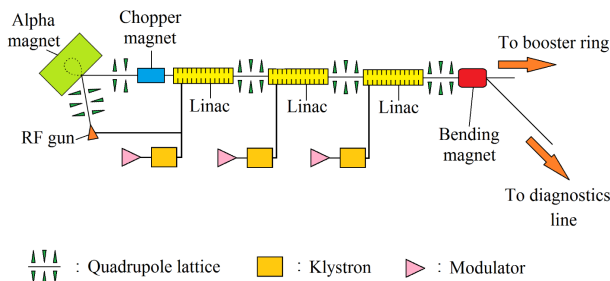 Alpha
magnet
Chopper
magnet
To booster ring
Linac
Linac
Linac
RF gun
Bending
magnet
To diagnostics
line
: Quadrupole lattice
: Klystron
: Modulator